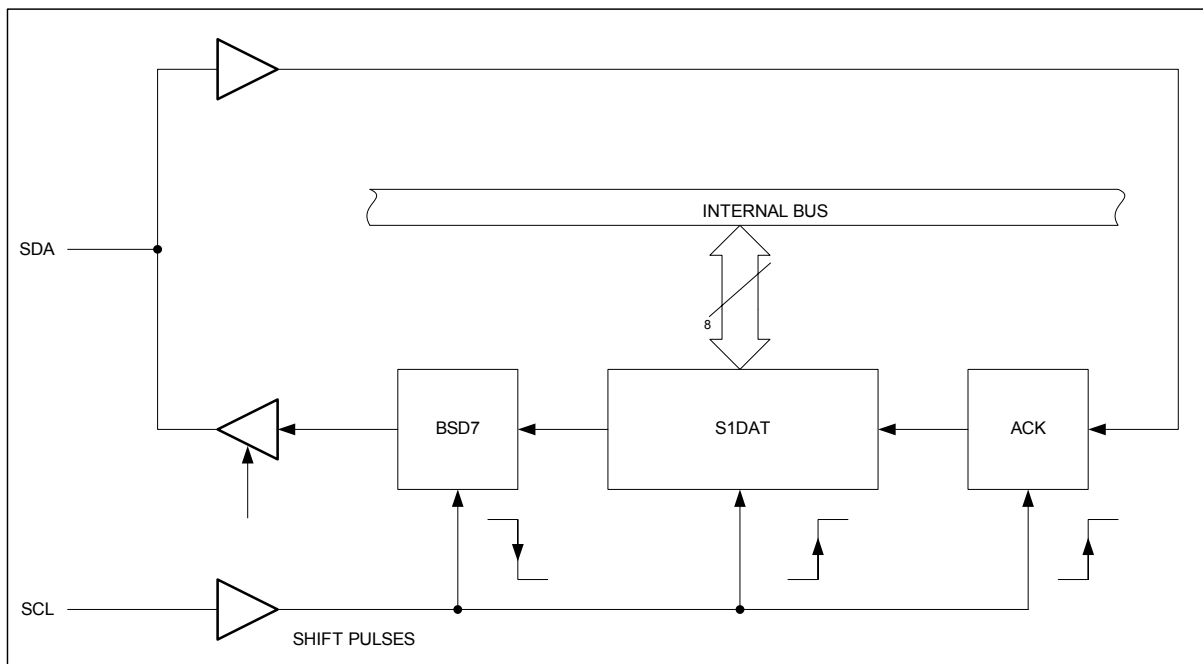 INTERNAL BUS
SDA
8
BSD7
S1DAT
ACK
SCL
SHIFT PULSES